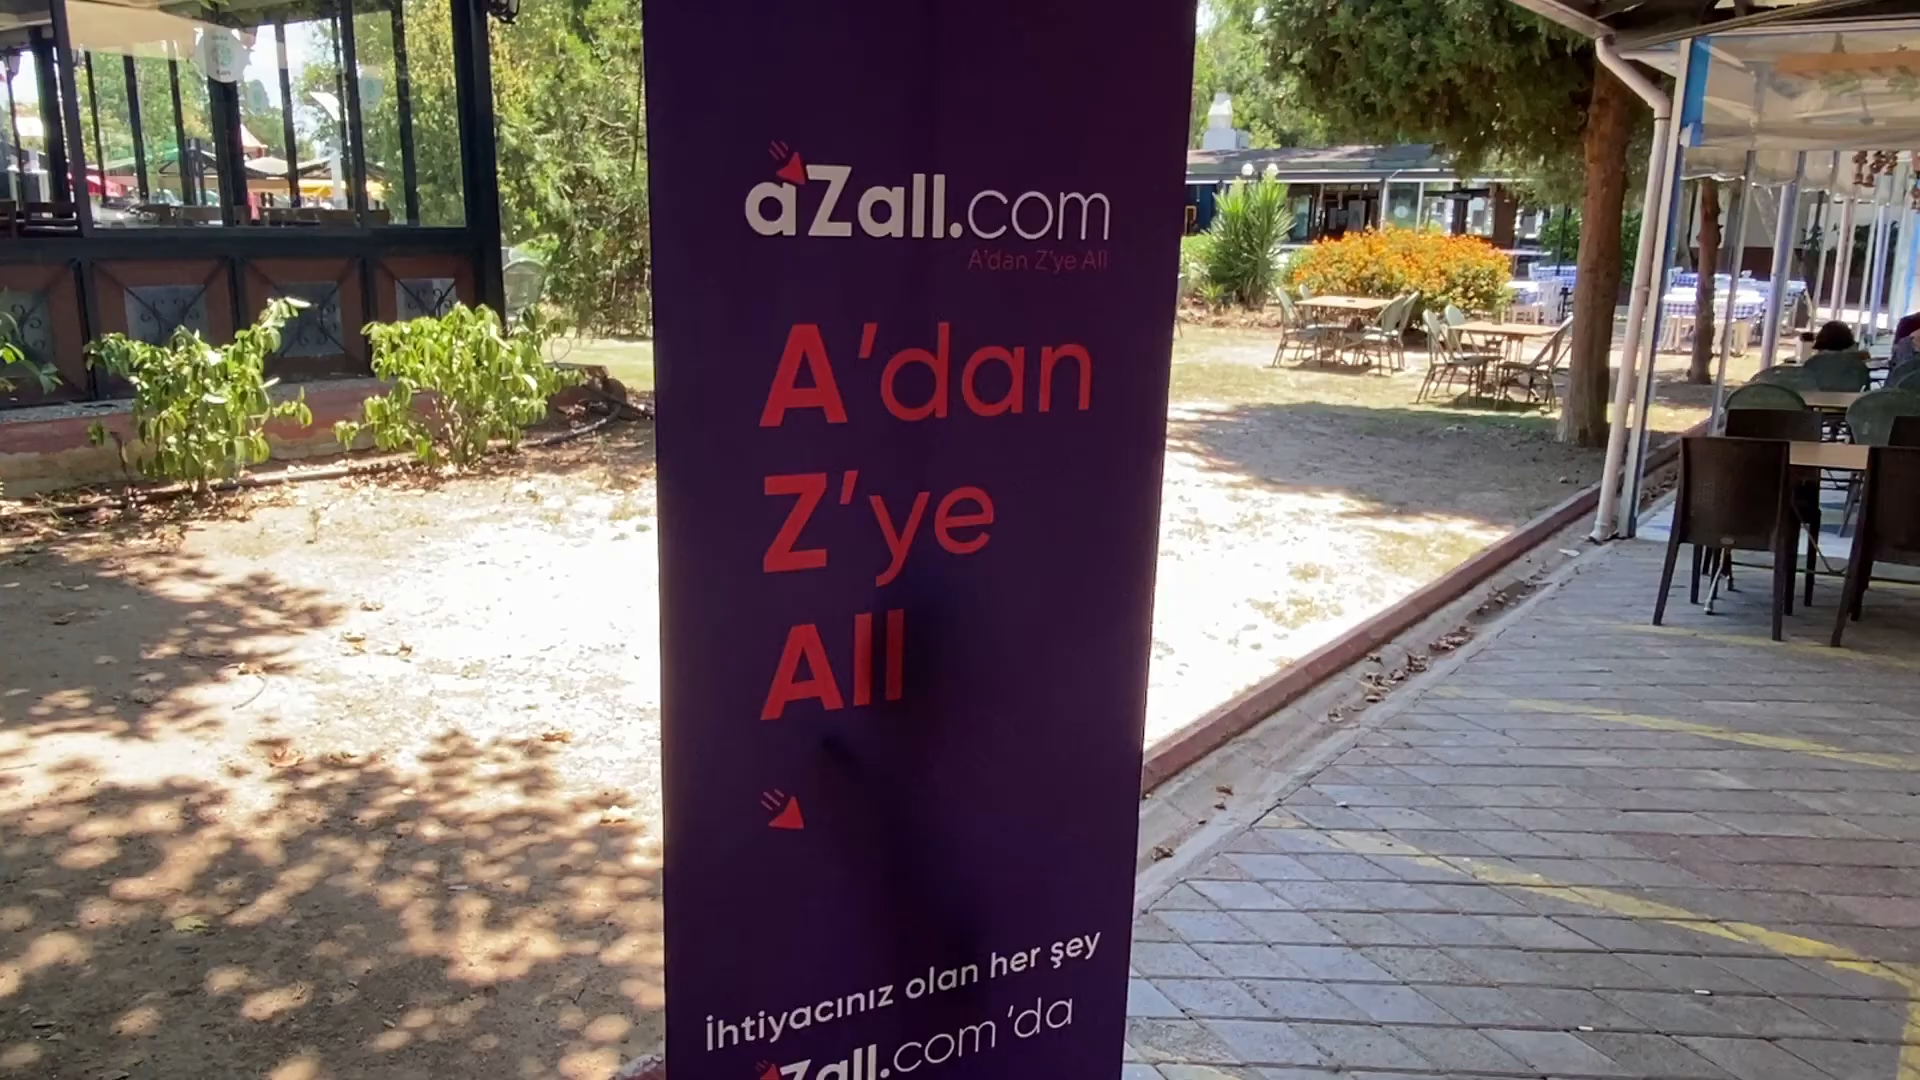 aZall.com
A'dan Z'ye All
A'dan
Z'ye
All
İhtiyacınız olan her şey
aZall.com 'da